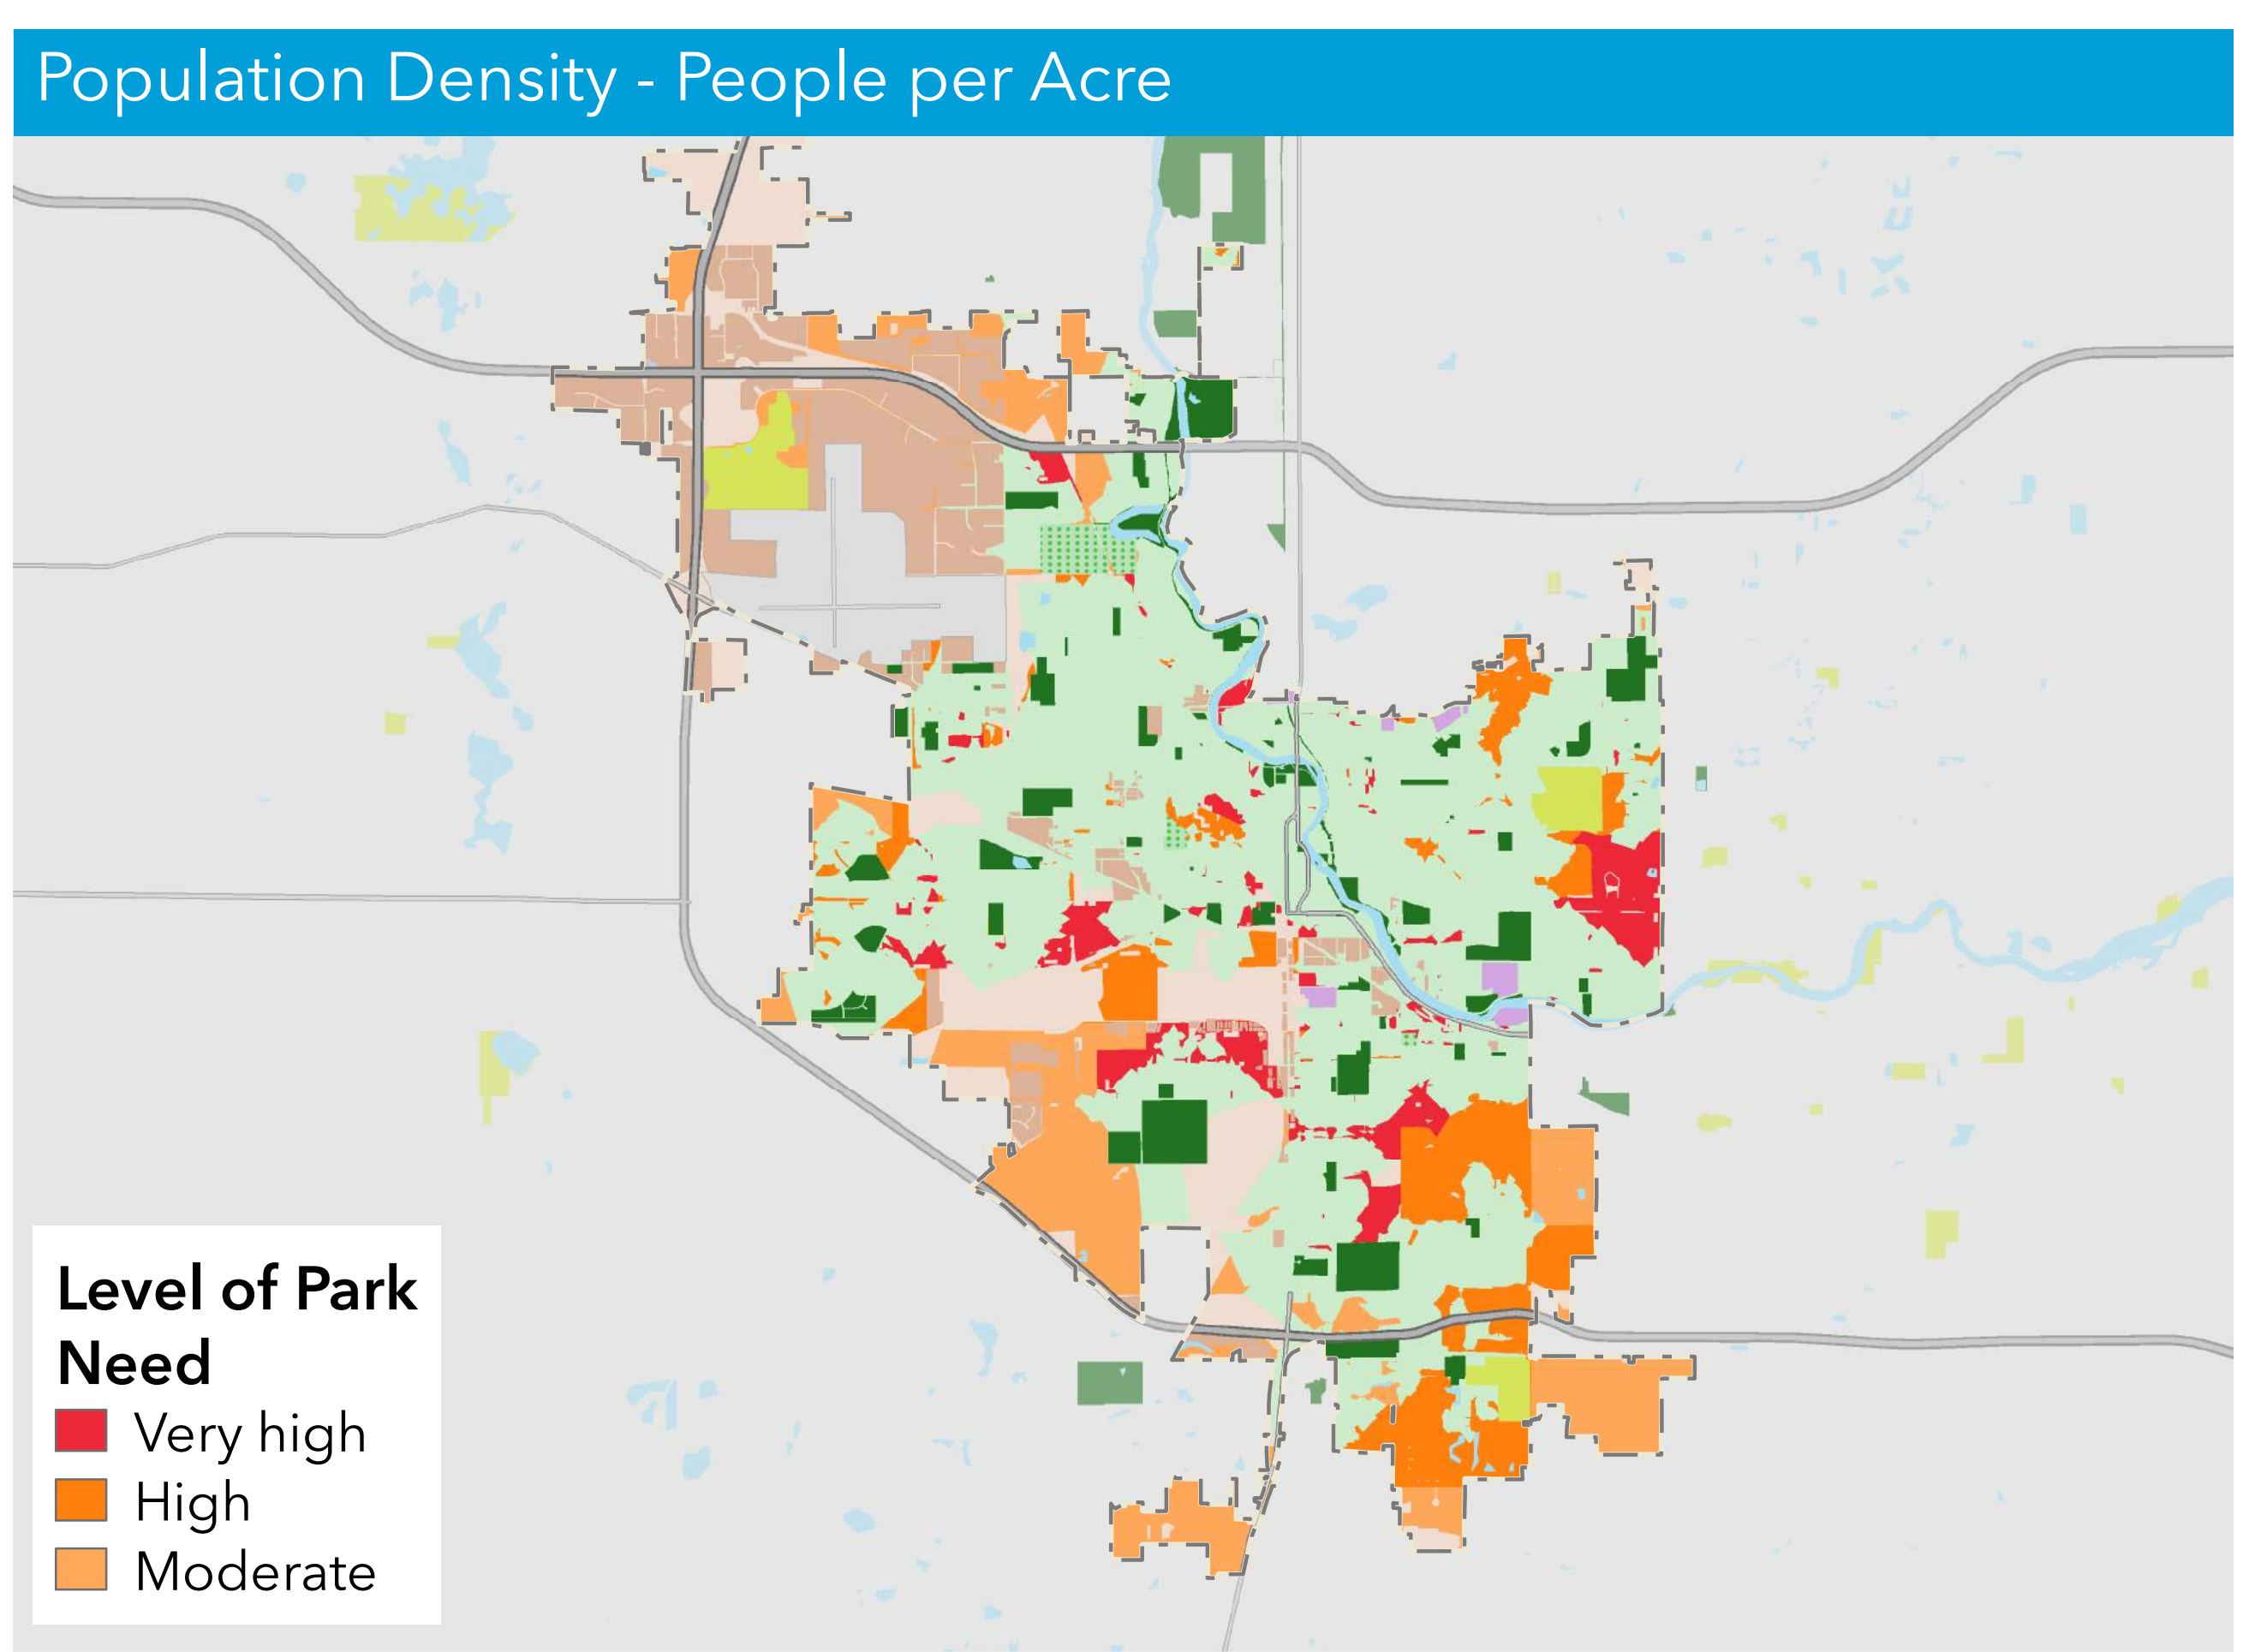 Population Density - People per Acre
Level of Park
Need
Very high
High
Moderate